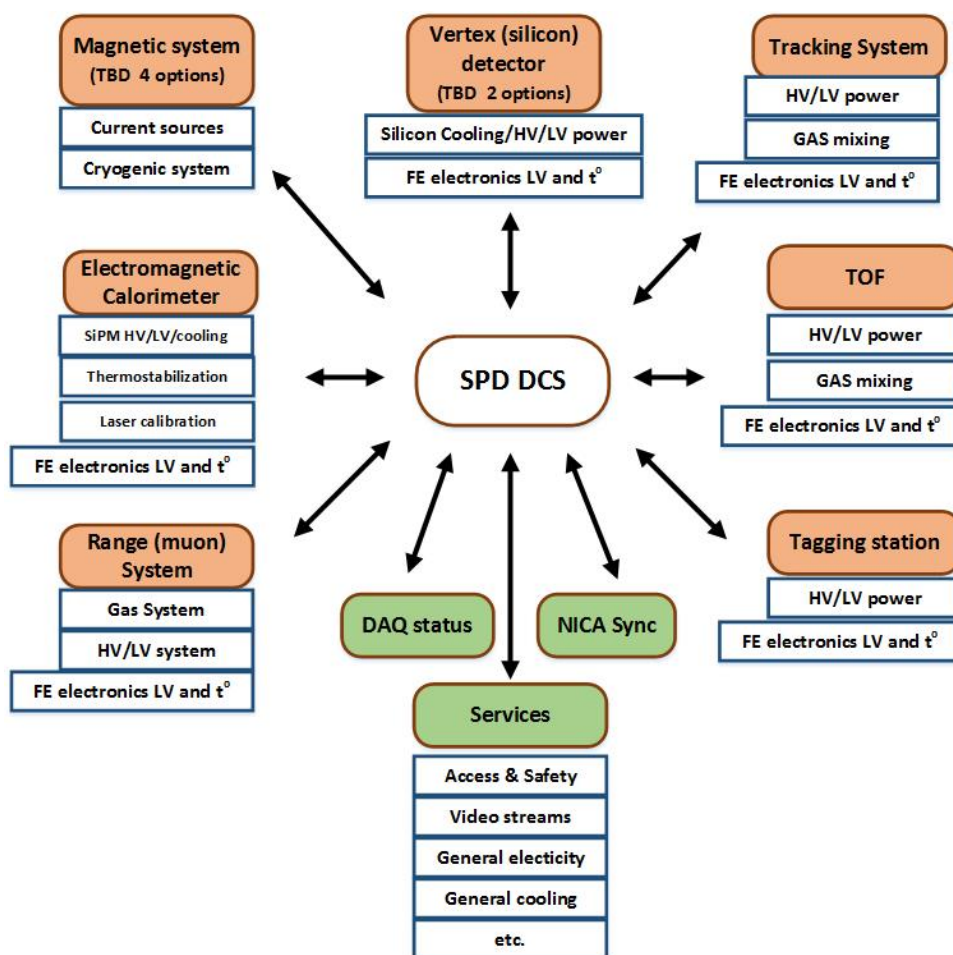 Magnetic system
(TBD 4 options)
Current sources
Cryogenic system
Vertex (silicon)
detector
(TBD 2 options)
Silicon Cooling/HV/LV power
FE electronics LV and t°
Tracking System
HV/LV power
GAS mixing
FE electronics LV and t°
Electromagnetic
Calorimeter
SiPM HV/LV/cooling
Thermostabilization
Laser calibration
FE electronics LV and t°
SPD DCS
TOF
HV/LV power
GAS mixing
FE electronics LV and t°
Range (muon)
System
Gas System
HV/LV system
FE electronics LV and t°
DAQ status
NICA Sync
Tagging station
HV/LV power
FE electronics LV and t°
Services
Access & Safety
Video streams
General electicity
General cooling
etc.